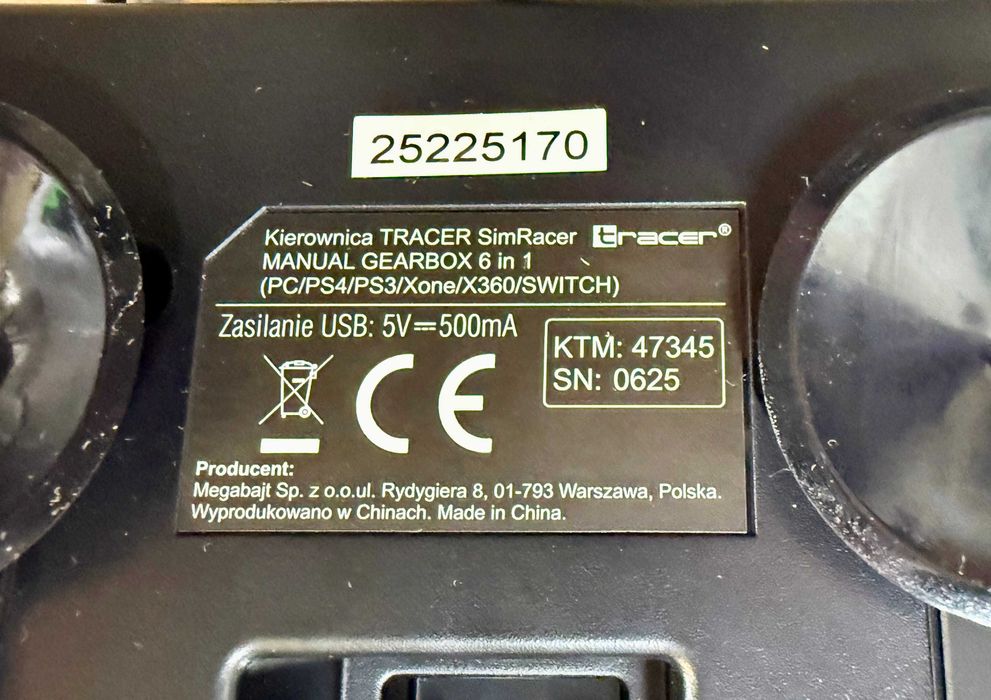 25225170
Kierownica TRACER SimRacer tracer®
MANUAL GEARBOX 6 in 1
(PC/PS4/PS3/Xone/X360/SWITCH)
Zasilanie USB: 5V⎓500mA
KTM: 47345
SN: 0625
CE
Producent:
Megabajt Sp. z o.o.ul. Rydygiera 8, 01-793 Warszawa, Polska.
Wyprodukowano w Chinach. Made in China.